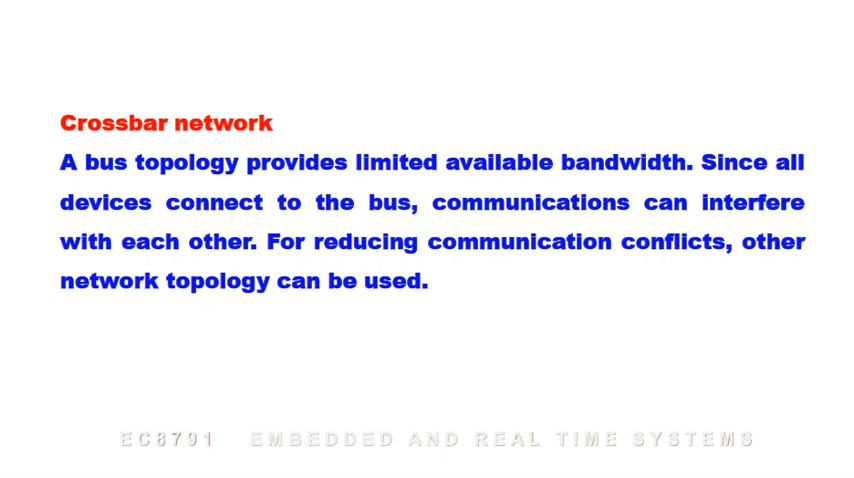 Crossbar network
A bus topology provides limited available bandwidth. Since all
devices connect to the bus, communications can interfere
with each other. For reducing communication conflicts, other
network topology can be used.
EC8791 EMBEDDED AND REAL TIME SYSTEMS